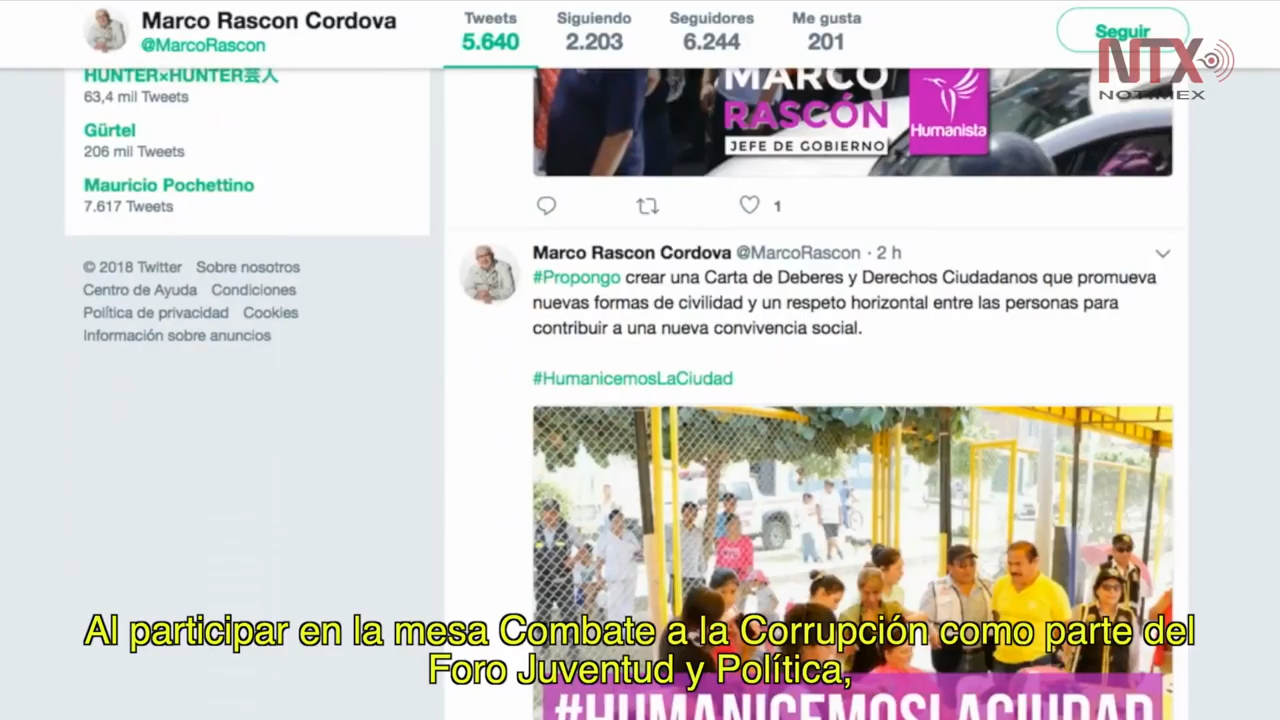 Marco Rascon Cordova
@MarcoRascon
Tweets
5.640
Siguiendo
2.203
Seguidores
6.244
Me gusta
201
Seguir
NTX
NOTIMEX
HUNTER×HUNTER芸人
63,4 mil Tweets
Gürtel
206 mil Tweets
Mauricio Pochettino
7.617 Tweets
© 2018 Twitter Sobre nosotros
Centro de Ayuda Condiciones
Política de privacidad Cookies
Información sobre anuncios
MARCO
RASCÓN
JEFE DE GOBIERNO
Humanista
1
Marco Rascon Cordova @MarcoRascon · 2 h
#Propongo crear una Carta de Deberes y Derechos Ciudadanos que promueva
nuevas formas de civilidad y un respeto horizontal entre las personas para
contribuir a una nueva convivencia social.
#HumanicemosLaCiudad
Al participar en la mesa Combate a la Corrupción como parte del
Foro Juventud y Política,
#HUMANICEMOSLACIUDAD